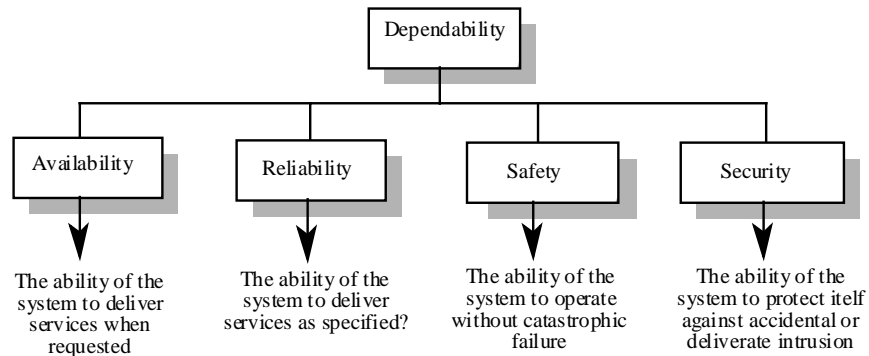 Dependability
Availability
Reliability
Safety
Security
The ability of the
system to deliver
services when
requested
The ability of the
system to deliver
services as specified?
The ability of the
system to operate
without catastrophic
failure
The ability of the
system to protect itelf
against accidental or
deliverate intrusion